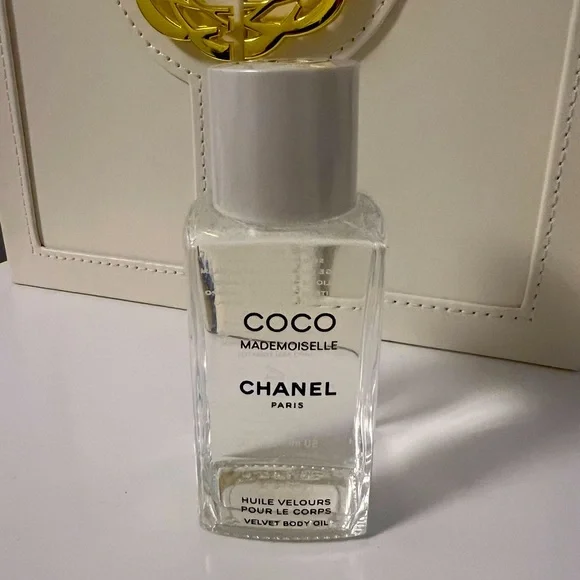 COCO
MADEMOISELLE
CHANEL
PARIS
HUILE VELOURS
POUR LE CORPS
VELVET BODY OIL